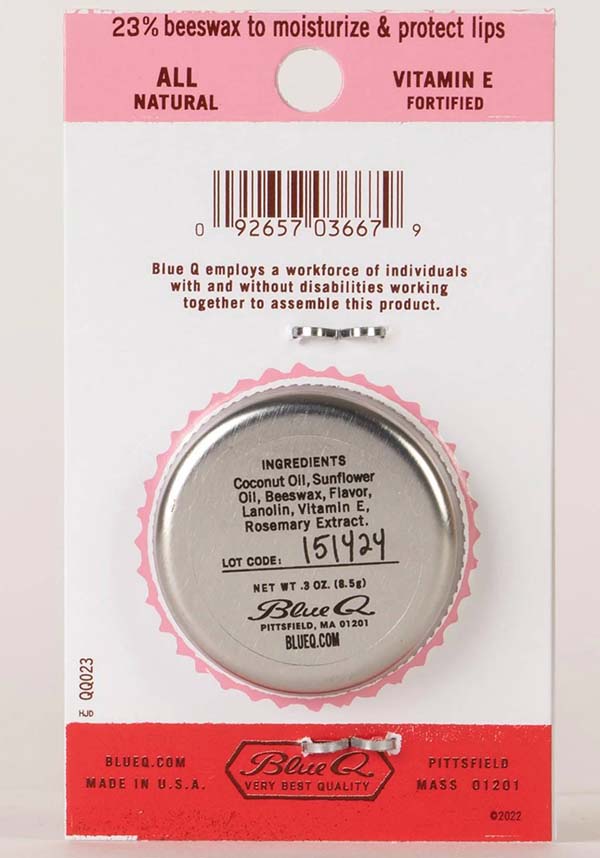 23% beeswax to moisturize & protect lips
ALL
NATURAL
VITAMIN E
FORTIFIED
0 92657 03667 9
Blue Q employs a workforce of individuals
with and without disabilities working
together to assemble this product.
INGREDIENTS
Coconut Oil, Sunflower
Oil, Beeswax, Flavor,
Lanolin, Vitamin E,
Rosemary Extract.
LOT CODE: 151424
NET WT .3 OZ. (8.5g)
Blue Q
PITTSFIELD, MA 01201
BLUEQ.COM
QQ023
HJD
BLUEQ.COM
MADE IN U.S.A.
Blue Q
VERY BEST QUALITY
PITTSFIELD
MASS 01201
©2022